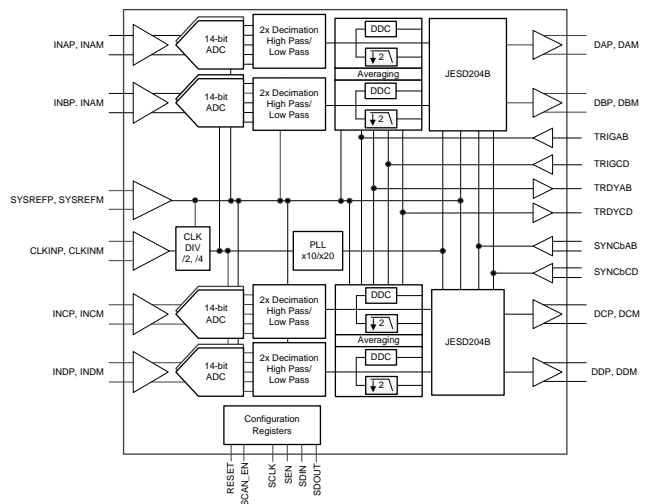 INAP, INAM
14-bit
ADC
2x Decimation
High Pass/
Low Pass
DDC
2
Averaging
JESD204B
DAP, DAM
INBP. INAM
14-bit
ADC
2x Decimation
High Pass/
Low Pass
DDC
2
DBP, DBM
TRIGAB
TRIGCD
SYSREFP, SYSREFM
TRDYAB
TRDYCD
CLKINP, CLKINM
CLK
DIV
/2, /4
PLL
x10/x20
SYNCbAB
SYNCbCD
INCP, INCM
14-bit
ADC
2x Decimation
High Pass/
Low Pass
DDC
2
Averaging
JESD204B
DCP, DCM
INDP, INDM
14-bit
ADC
2x Decimation
High Pass/
Low Pass
DDC
2
DDP, DDM
Configuration
Registers
RESET
SCAN_EN
SCLK
SEN
SDIN
SDOUT